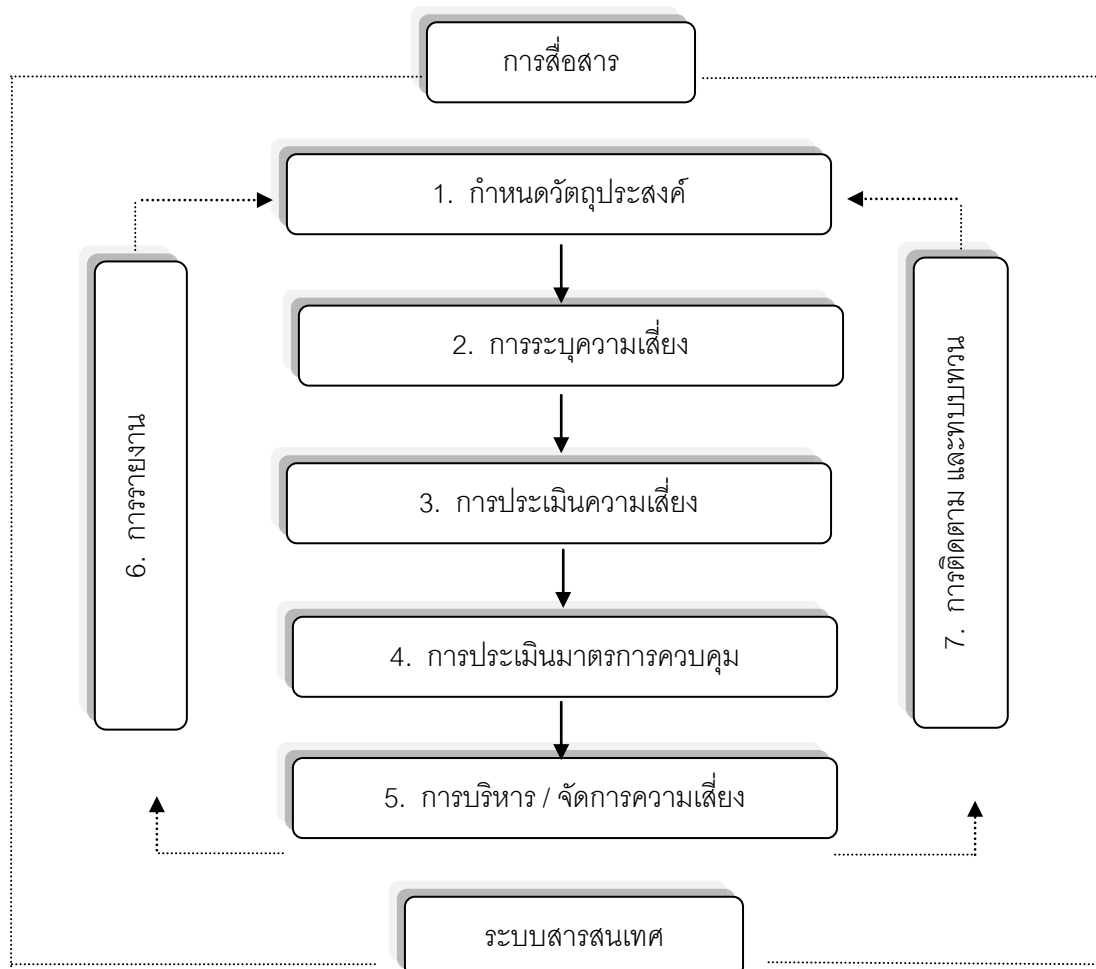 การสื่อสาร
1. กำหนดวัตถุประสงค์
2. การระบุความเสี่ยง
3. การประเมินความเสี่ยง
4. การประเมินมาตรการควบคุม
5. การบริหาร / จัดการความเสี่ยง
6. การรายงาน
7. การติดตาม และทบบทวน
ระบบสารสนเทศ